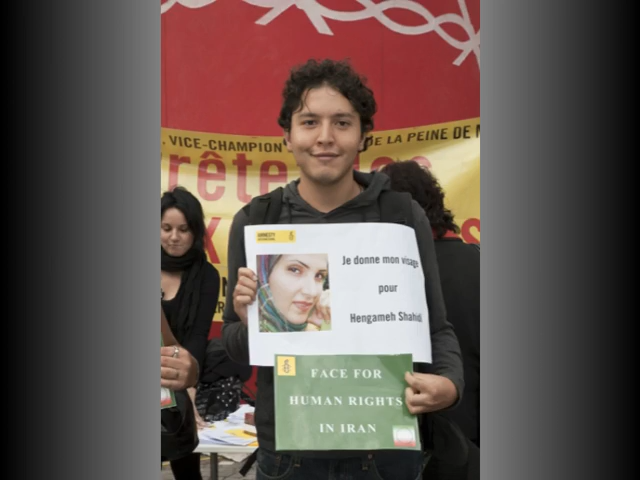 VICE-CHAMPION DE LA PEINE DE
rête
AMNESTY
Je donne mon visage
pour
Hengameh Shahidi
FACE FOR
HUMAN RIGHTS
IN IRAN